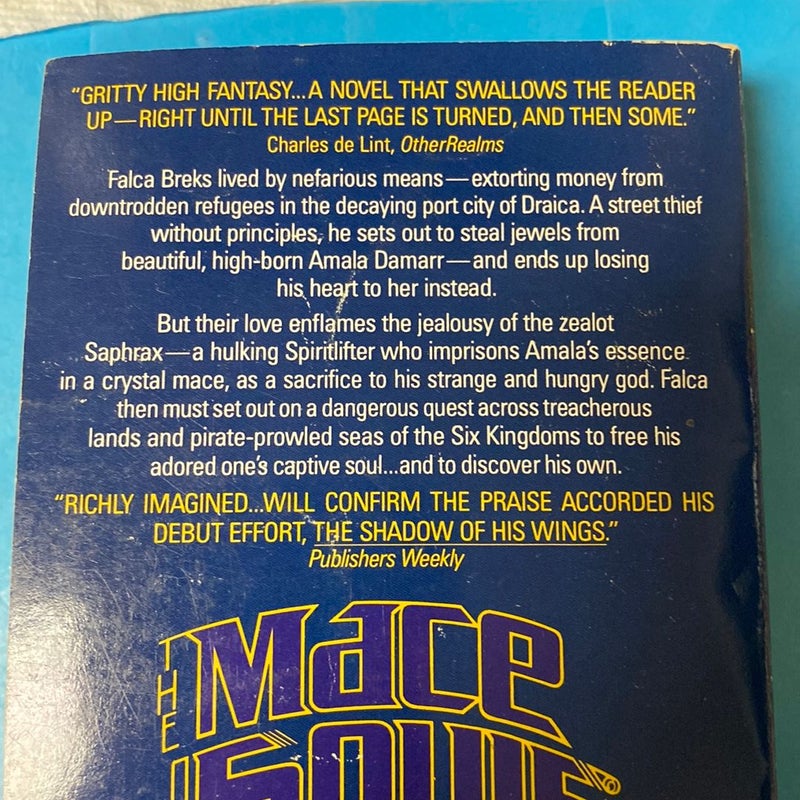 “GRITTY HIGH FANTASY...A NOVEL THAT SWALLOWS THE READER
UP—RIGHT UNTIL THE LAST PAGE IS TURNED, AND THEN SOME.”
Charles de Lint, OtherRealms
Falca Breks lived by nefarious means—extorting money from
downtrodden refugees in the decaying port city of Draica. A street thief
without principles, he sets out to steal jewels from
beautiful, high-born Amala Damarr—and ends up losing
his heart to her instead.
But their love enflames the jealousy of the zealot
Saphrax—a hulking Spiritlifter who imprisons Amala’s essence
in a crystal mace, as a sacrifice to his strange and hungry god. Falca
then must set out on a dangerous quest across treacherous
lands and pirate-prowled seas of the Six Kingdoms to free his
adored one’s captive soul...and to discover his own.
“RICHLY IMAGINED...WILL CONFIRM THE PRAISE ACCORDED HIS
DEBUT EFFORT, THE SHADOW OF HIS WINGS.”
Publishers Weekly
THE Mace